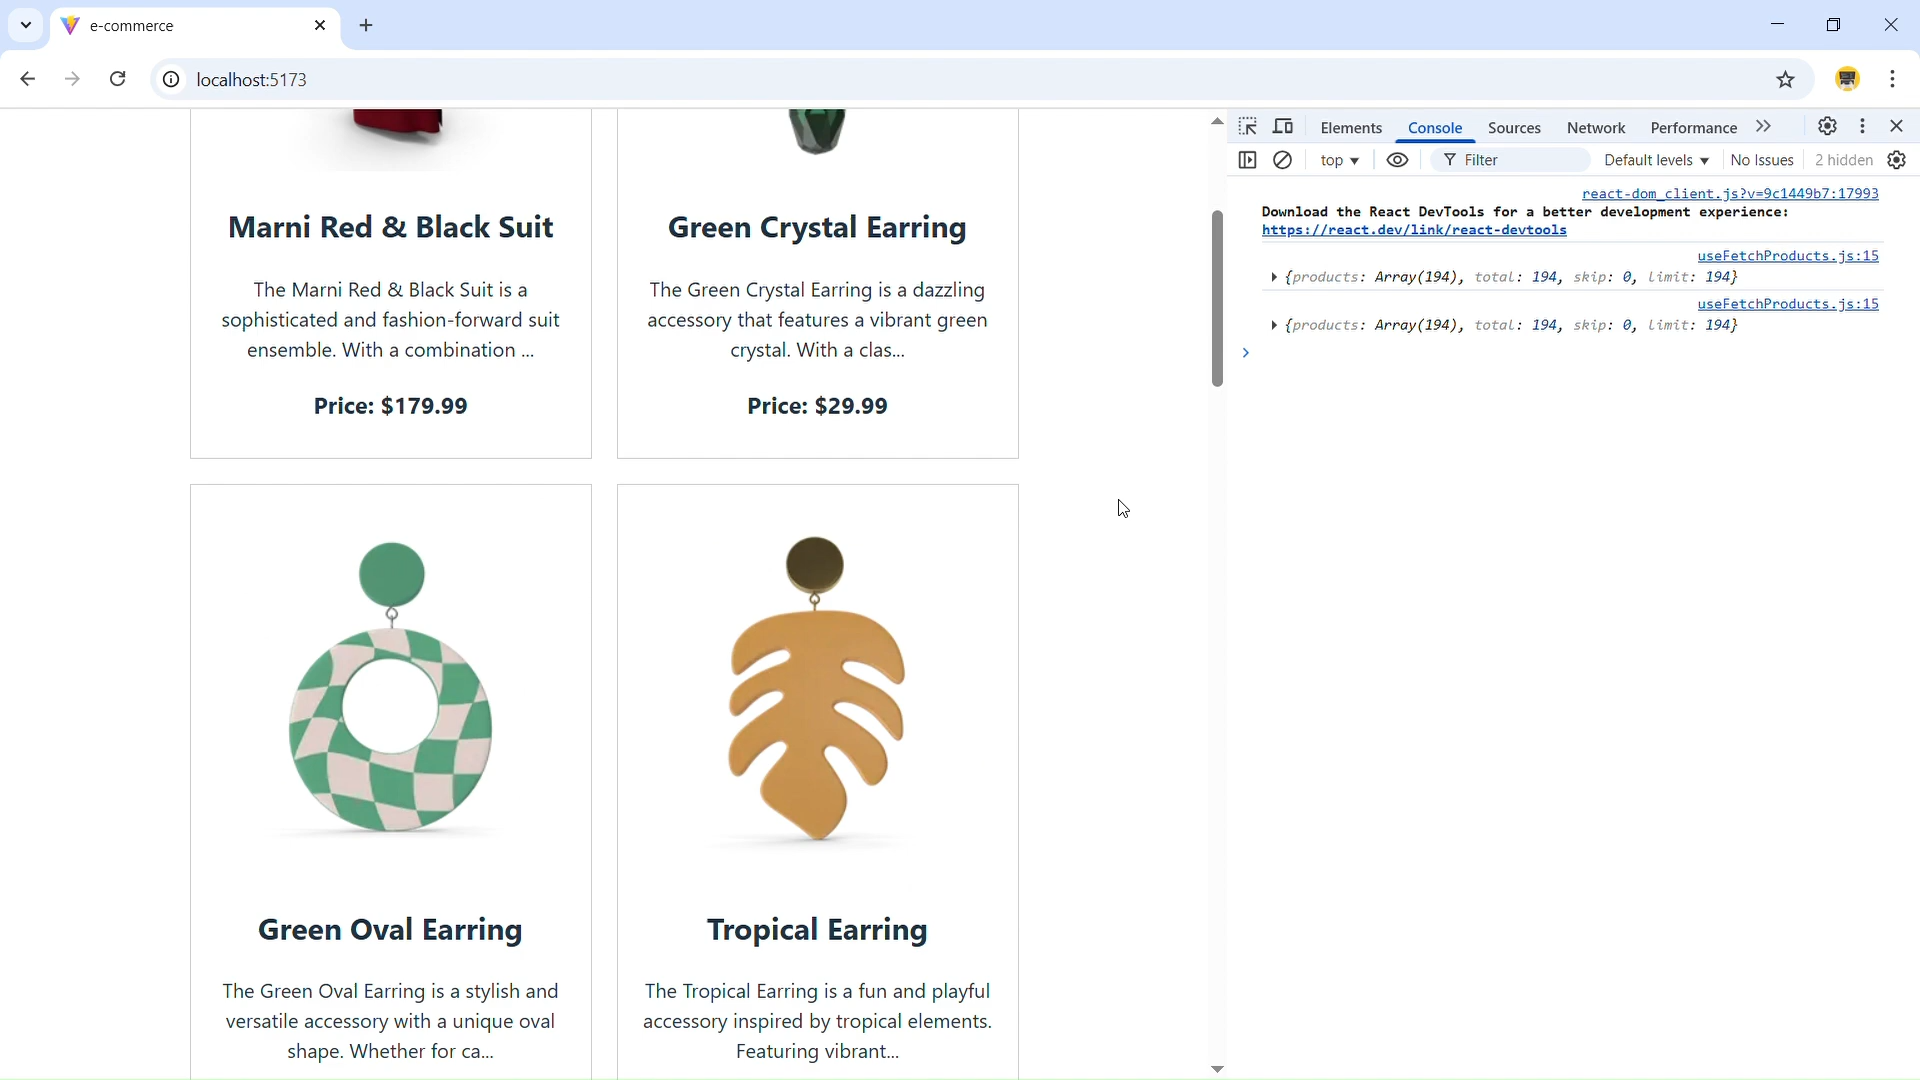 e-commerce
localhost:5173
Marni Red & Black Suit
The Marni Red & Black Suit is a
sophisticated and fashion-forward suit
ensemble. With a combination ...
Price: $179.99
Green Crystal Earring
The Green Crystal Earring is a dazzling
accessory that features a vibrant green
crystal. With a clas...
Price: $29.99
Green Oval Earring
The Green Oval Earring is a stylish and
versatile accessory with a unique oval
shape. Whether for ca...
Tropical Earring
The Tropical Earring is a fun and playful
accessory inspired by tropical elements.
Featuring vibrant...
Elements Console Sources Network Performance
top Filter Default levels No Issues 2 hidden
react-dom_client.js?v=9c1449b7:17993
Download the React DevTools for a better development experience:
https://react.dev/link/react-devtools
useFetchProducts.js:15
{products: Array(194), total: 194, skip: 0, limit: 194}
useFetchProducts.js:15
{products: Array(194), total: 194, skip: 0, limit: 194}